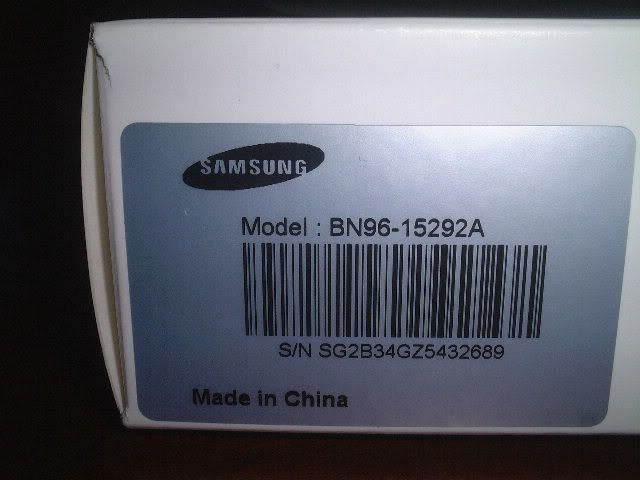 SAMSUNG
Model : BN96-15292A
S/N SG2B34GZ5432689
Made in China